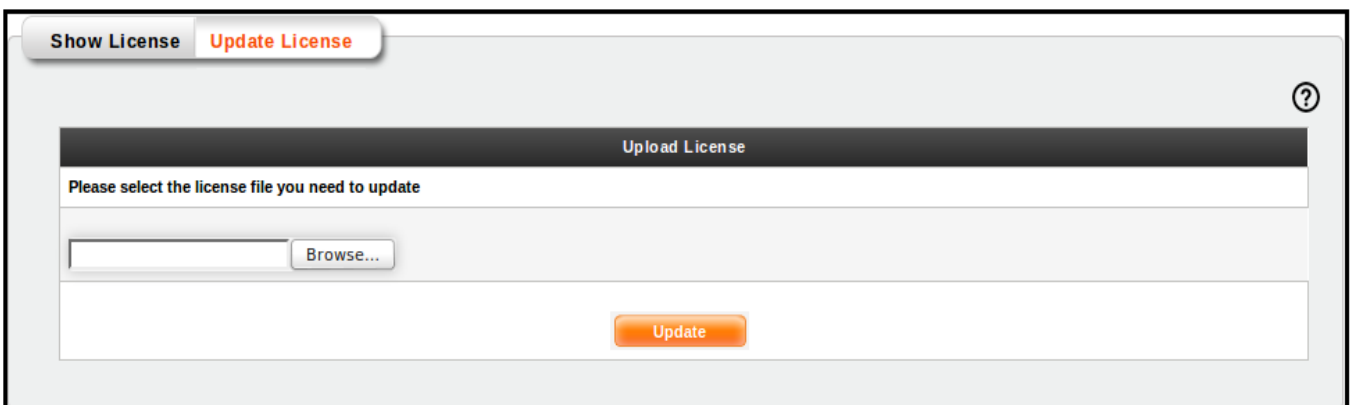 Show License Update License
?
Upload License
Please select the license file you need to update
Browse...
Update